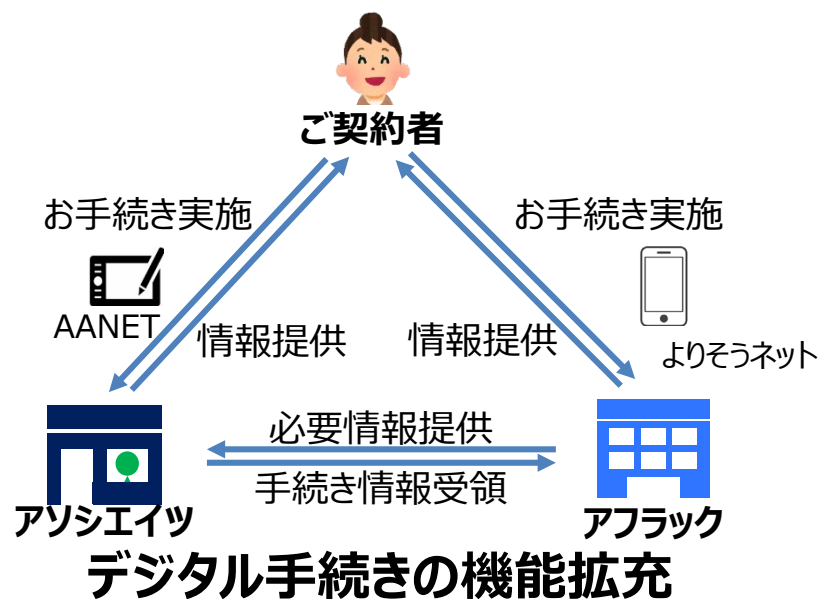 ご契約者
お手続き実施
お手続き実施
AANET
情報提供
情報提供
よりそうネット
必要情報提供
手続き情報受領
アソシエイツ
アフラック
デジタル手続きの機能拡充